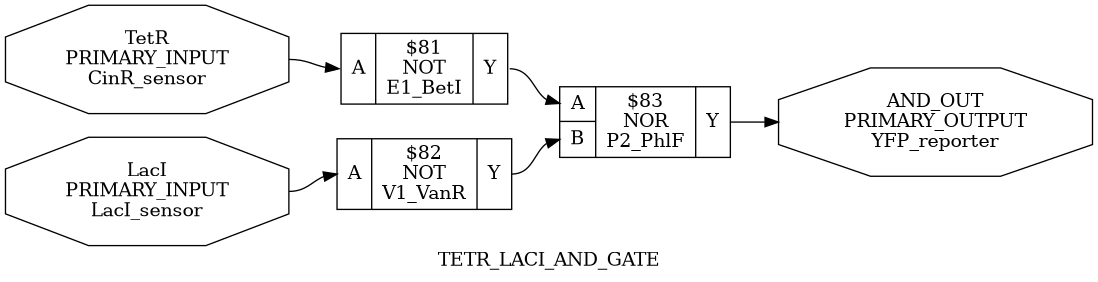 TetR
PRIMARY_INPUT
CinR_sensor
LacI
PRIMARY_INPUT
LacI_sensor
A
$81
NOT
E1_BetI
Y
A
$82
NOT
V1_VanR
Y
A
B
$83
NOR
P2_PhlF
Y
AND_OUT
PRIMARY_OUTPUT
YFP_reporter
TETR_LACI_AND_GATE